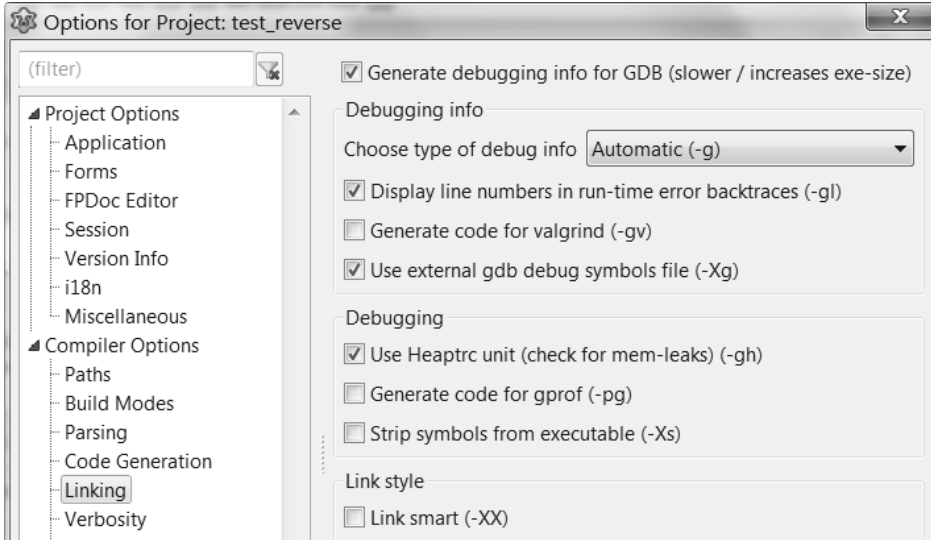 Options for Project: test_reverse
x
(filter)
Project Options
Application
Forms
FPDoc Editor
Session
Version Info
i18n
Miscellaneous
Compiler Options
Paths
Build Modes
Parsing
Code Generation
Linking
Verbosity
Generate debugging info for GDB (slower / increases exe-size)
Debugging info
Choose type of debug info Automatic (-g)
Display line numbers in run-time error backtraces (-gl)
Generate code for valgrind (-gv)
Use external gdb debug symbols file (-Xg)
Debugging
Use Heaptrc unit (check for mem-leaks) (-gh)
Generate code for gprof (-pg)
Strip symbols from executable (-Xs)
Link style
Link smart (-XX)